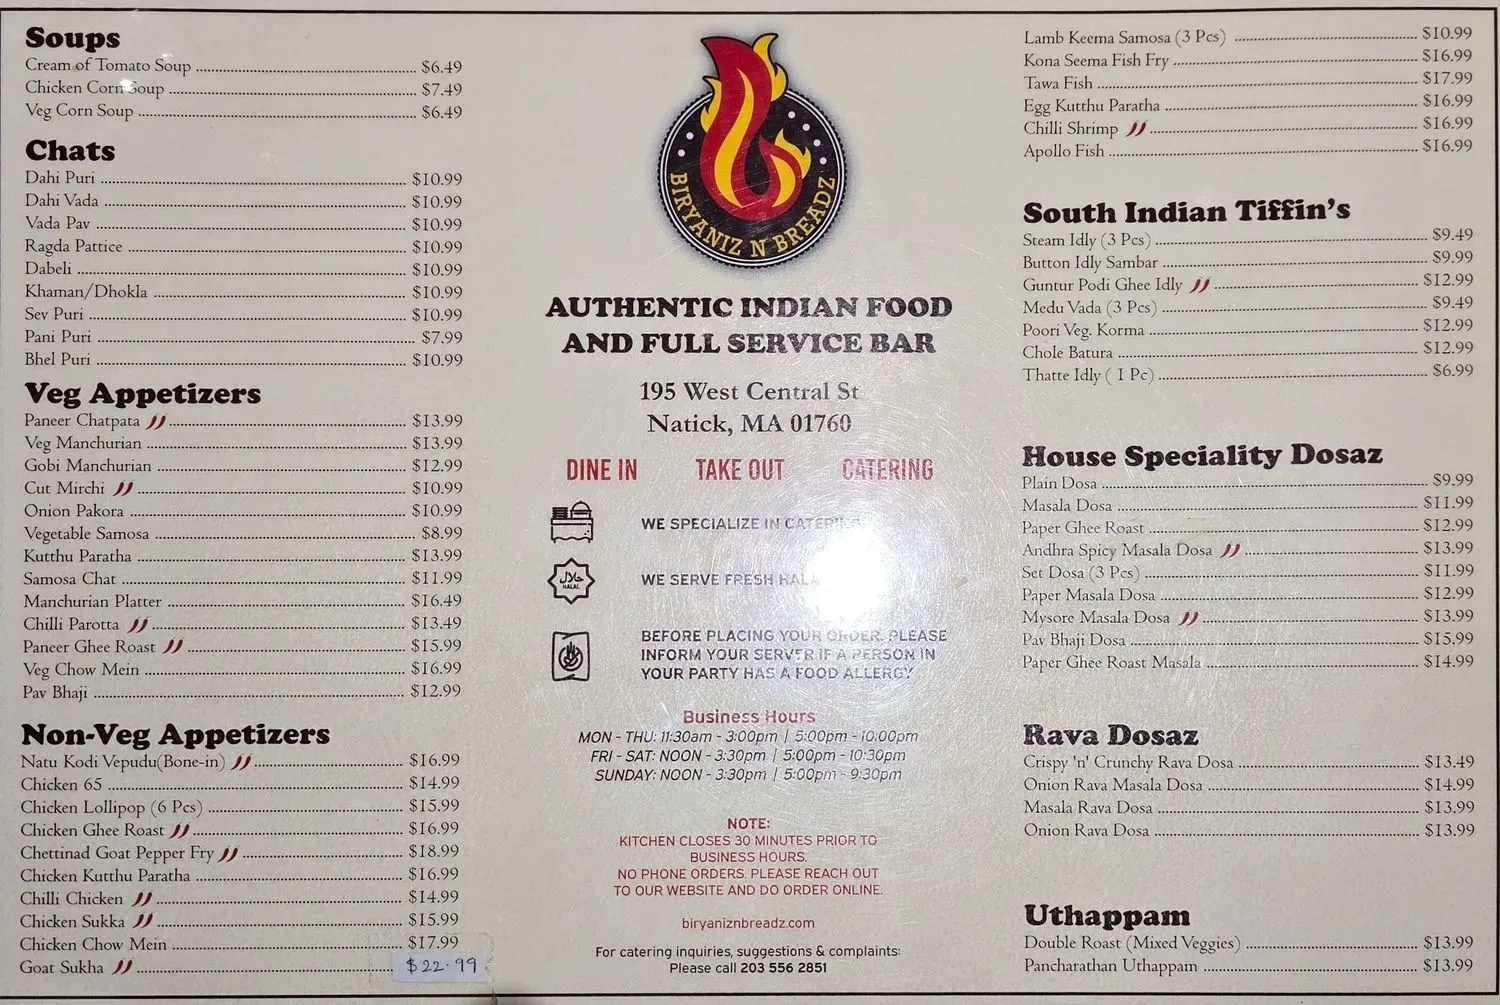 Soups
Cream of Tomato Soup $6.49
Chicken Corn Soup $7.49
Veg Corn Soup $6.49
Chats
Dahi Puri $10.99
Dahi Vada $10.99
Vada Pav $10.99
Ragda Pattice $10.99
Dabeli $10.99
Khaman/Dhokla $10.99
Sev Puri $10.99
Pani Puri $7.99
Bhel Puri $10.99
Veg Appetizers
Paneer Chatpata $13.99
Veg Manchurian $13.99
Gobi Manchurian $12.99
Cut Mirchi $10.99
Onion Pakora $10.99
Vegetable Samosa $8.99
Kutthu Paratha $13.99
Samosa Chat $11.99
Manchurian Platter $16.49
Chilli Parotta $13.49
Paneer Ghee Roast $15.99
Veg Chow Mein $16.99
Pav Bhaji $12.99
Non-Veg Appetizers
Natu Kodi Vepudu(Bone-in) $16.99
Chicken 65 $14.99
Chicken Lollipop (6 Pcs) $15.99
Chicken Ghee Roast $16.99
Chettinad Goat Pepper Fry $18.99
Chicken Kutthu Paratha $16.99
Chilli Chicken $14.99
Chicken Sukka $15.99
Chicken Chow Mein $17.99
Goat Sukha $22.99
BIRYANIZ N BREADZ
AUTHENTIC INDIAN FOOD
AND FULL SERVICE BAR
195 West Central St
Natick, MA 01760
DINE IN TAKE OUT CATERING
WE SPECIALIZE IN CATERING
حلال
HALAL
WE SERVE FRESH HALAL
BEFORE PLACING YOUR ORDER, PLEASE
INFORM YOUR SERVER IF A PERSON IN
YOUR PARTY HAS A FOOD ALLERGY
Business Hours
MON - THU: 11:30am - 3:00pm | 5:00pm - 10:00pm
FRI - SAT: NOON - 3:30pm | 5:00pm - 10:30pm
SUNDAY: NOON - 3:30pm | 5:00pm - 9:30pm
NOTE:
KITCHEN CLOSES 30 MINUTES PRIOR TO
BUSINESS HOURS.
NO PHONE ORDERS. PLEASE REACH OUT
TO OUR WEBSITE AND DO ORDER ONLINE.
biryaniznbreadz.com
For catering inquiries, suggestions & complaints:
Please call 203 556 2851
Lamb Keema Samosa (3 Pcs) $10.99
Kona Seema Fish Fry $16.99
Tawa Fish $17.99
Egg Kutthu Paratha $16.99
Chilli Shrimp $16.99
Apollo Fish $16.99
South Indian Tiffin's
Steam Idly (3 Pcs) $9.49
Button Idly Sambar $9.99
Guntur Podi Ghee Idly $12.99
Medu Vada (3 Pcs) $9.49
Poori Veg. Korma $12.99
Chole Batura $12.99
Thatte Idly ( 1 Pc) $6.99
House Speciality Dosaz
Plain Dosa $9.99
Masala Dosa $11.99
Paper Ghee Roast $12.99
Andhra Spicy Masala Dosa $13.99
Set Dosa (3 Pcs) $11.99
Paper Masala Dosa $12.99
Mysore Masala Dosa $13.99
Pav Bhaji Dosa $15.99
Paper Ghee Roast Masala $14.99
Rava Dosaz
Crispy 'n' Crunchy Rava Dosa $13.49
Onion Rava Masala Dosa $14.99
Masala Rava Dosa $13.99
Onion Rava Dosa $13.99
Uthappam
Double Roast (Mixed Veggies) $13.99
Pancharathan Uthappam $13.99